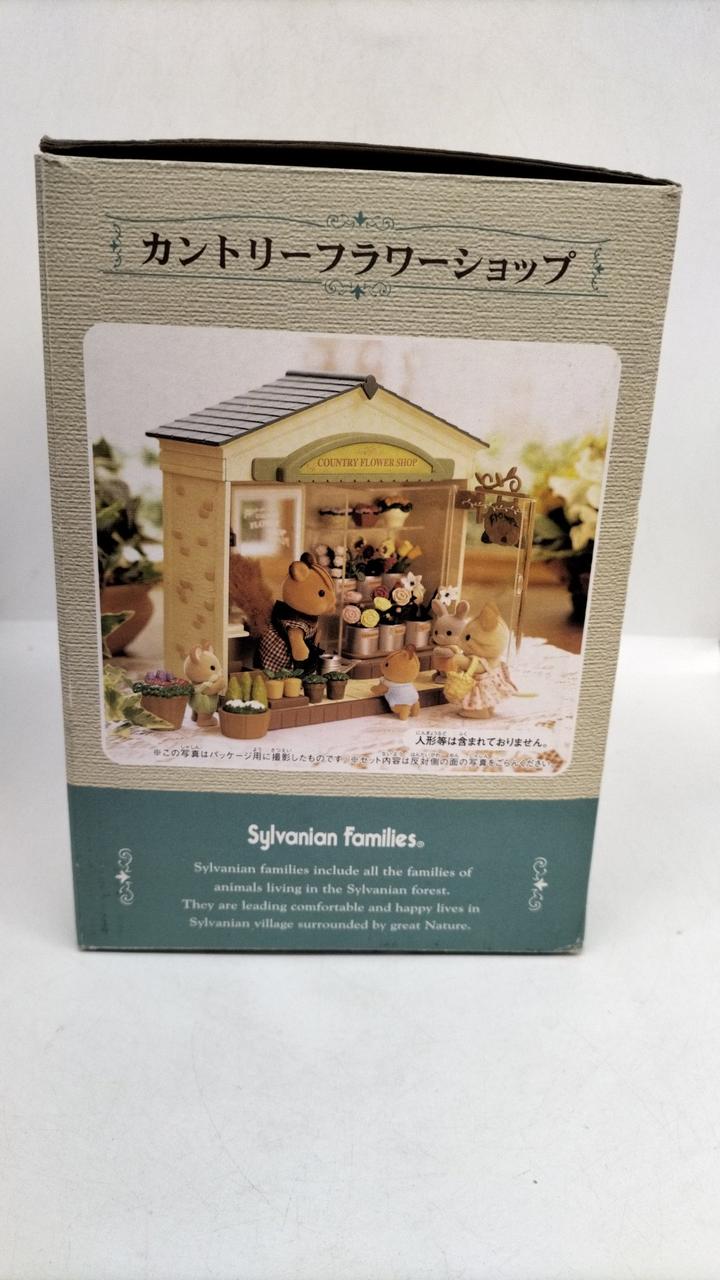 カントリーフラワーショップ
COUNTRY FLOWER SHOP
人形等は含まれておりません。
※この写真はパッケージ用に撮影したものです。※セット内容は反対側の面の写真をごらんください。
Sylvanian Families®
Sylvanian families include all the families of
animals living in the Sylvanian forest.
They are leading comfortable and happy lives in
Sylvanian village surrounded by great Nature.